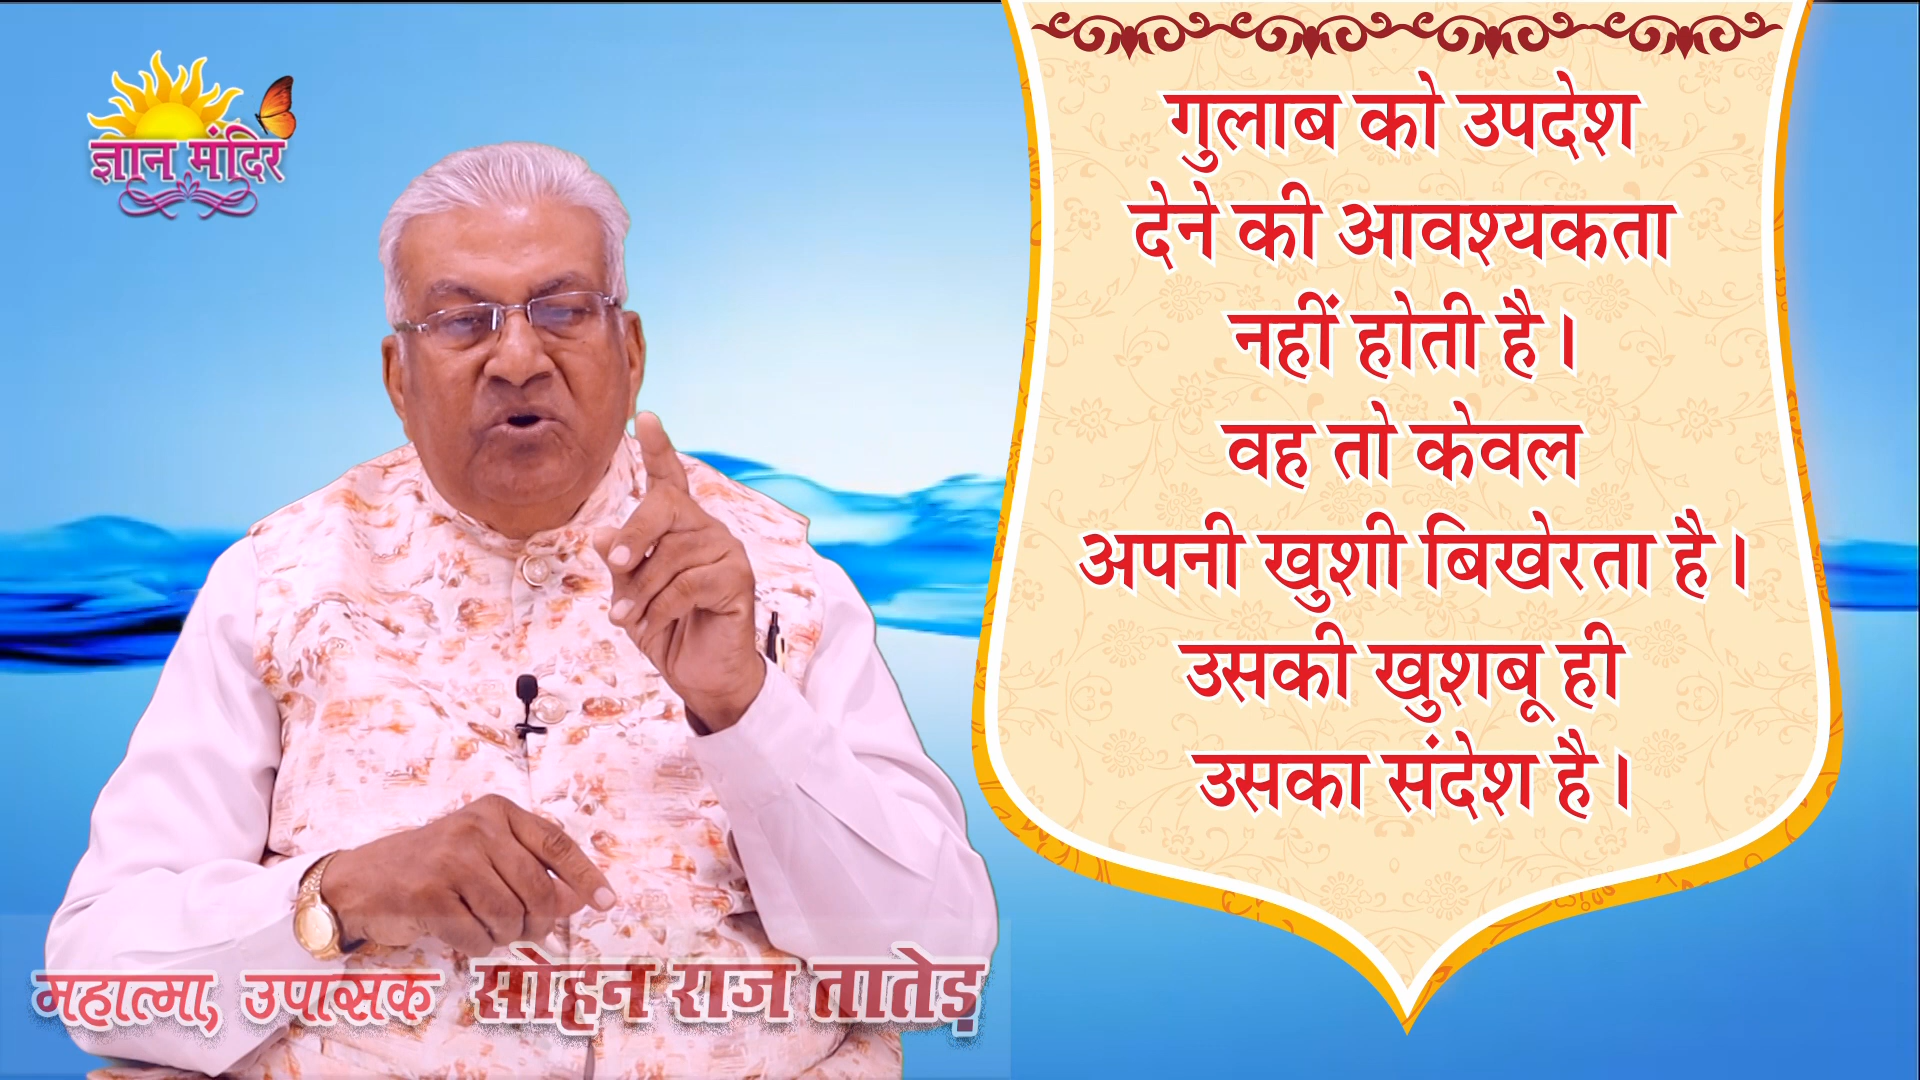 ज्ञान मंदिर
गुलाब को उपदेश
देने की आवश्यकता
नहीं होती है।
वह तो केवल
अपनी खुशी बिखेरता है।
उसकी खुशबू ही
उसका संदेश है।
महात्मा, उपासक सोहन राज तातेड़